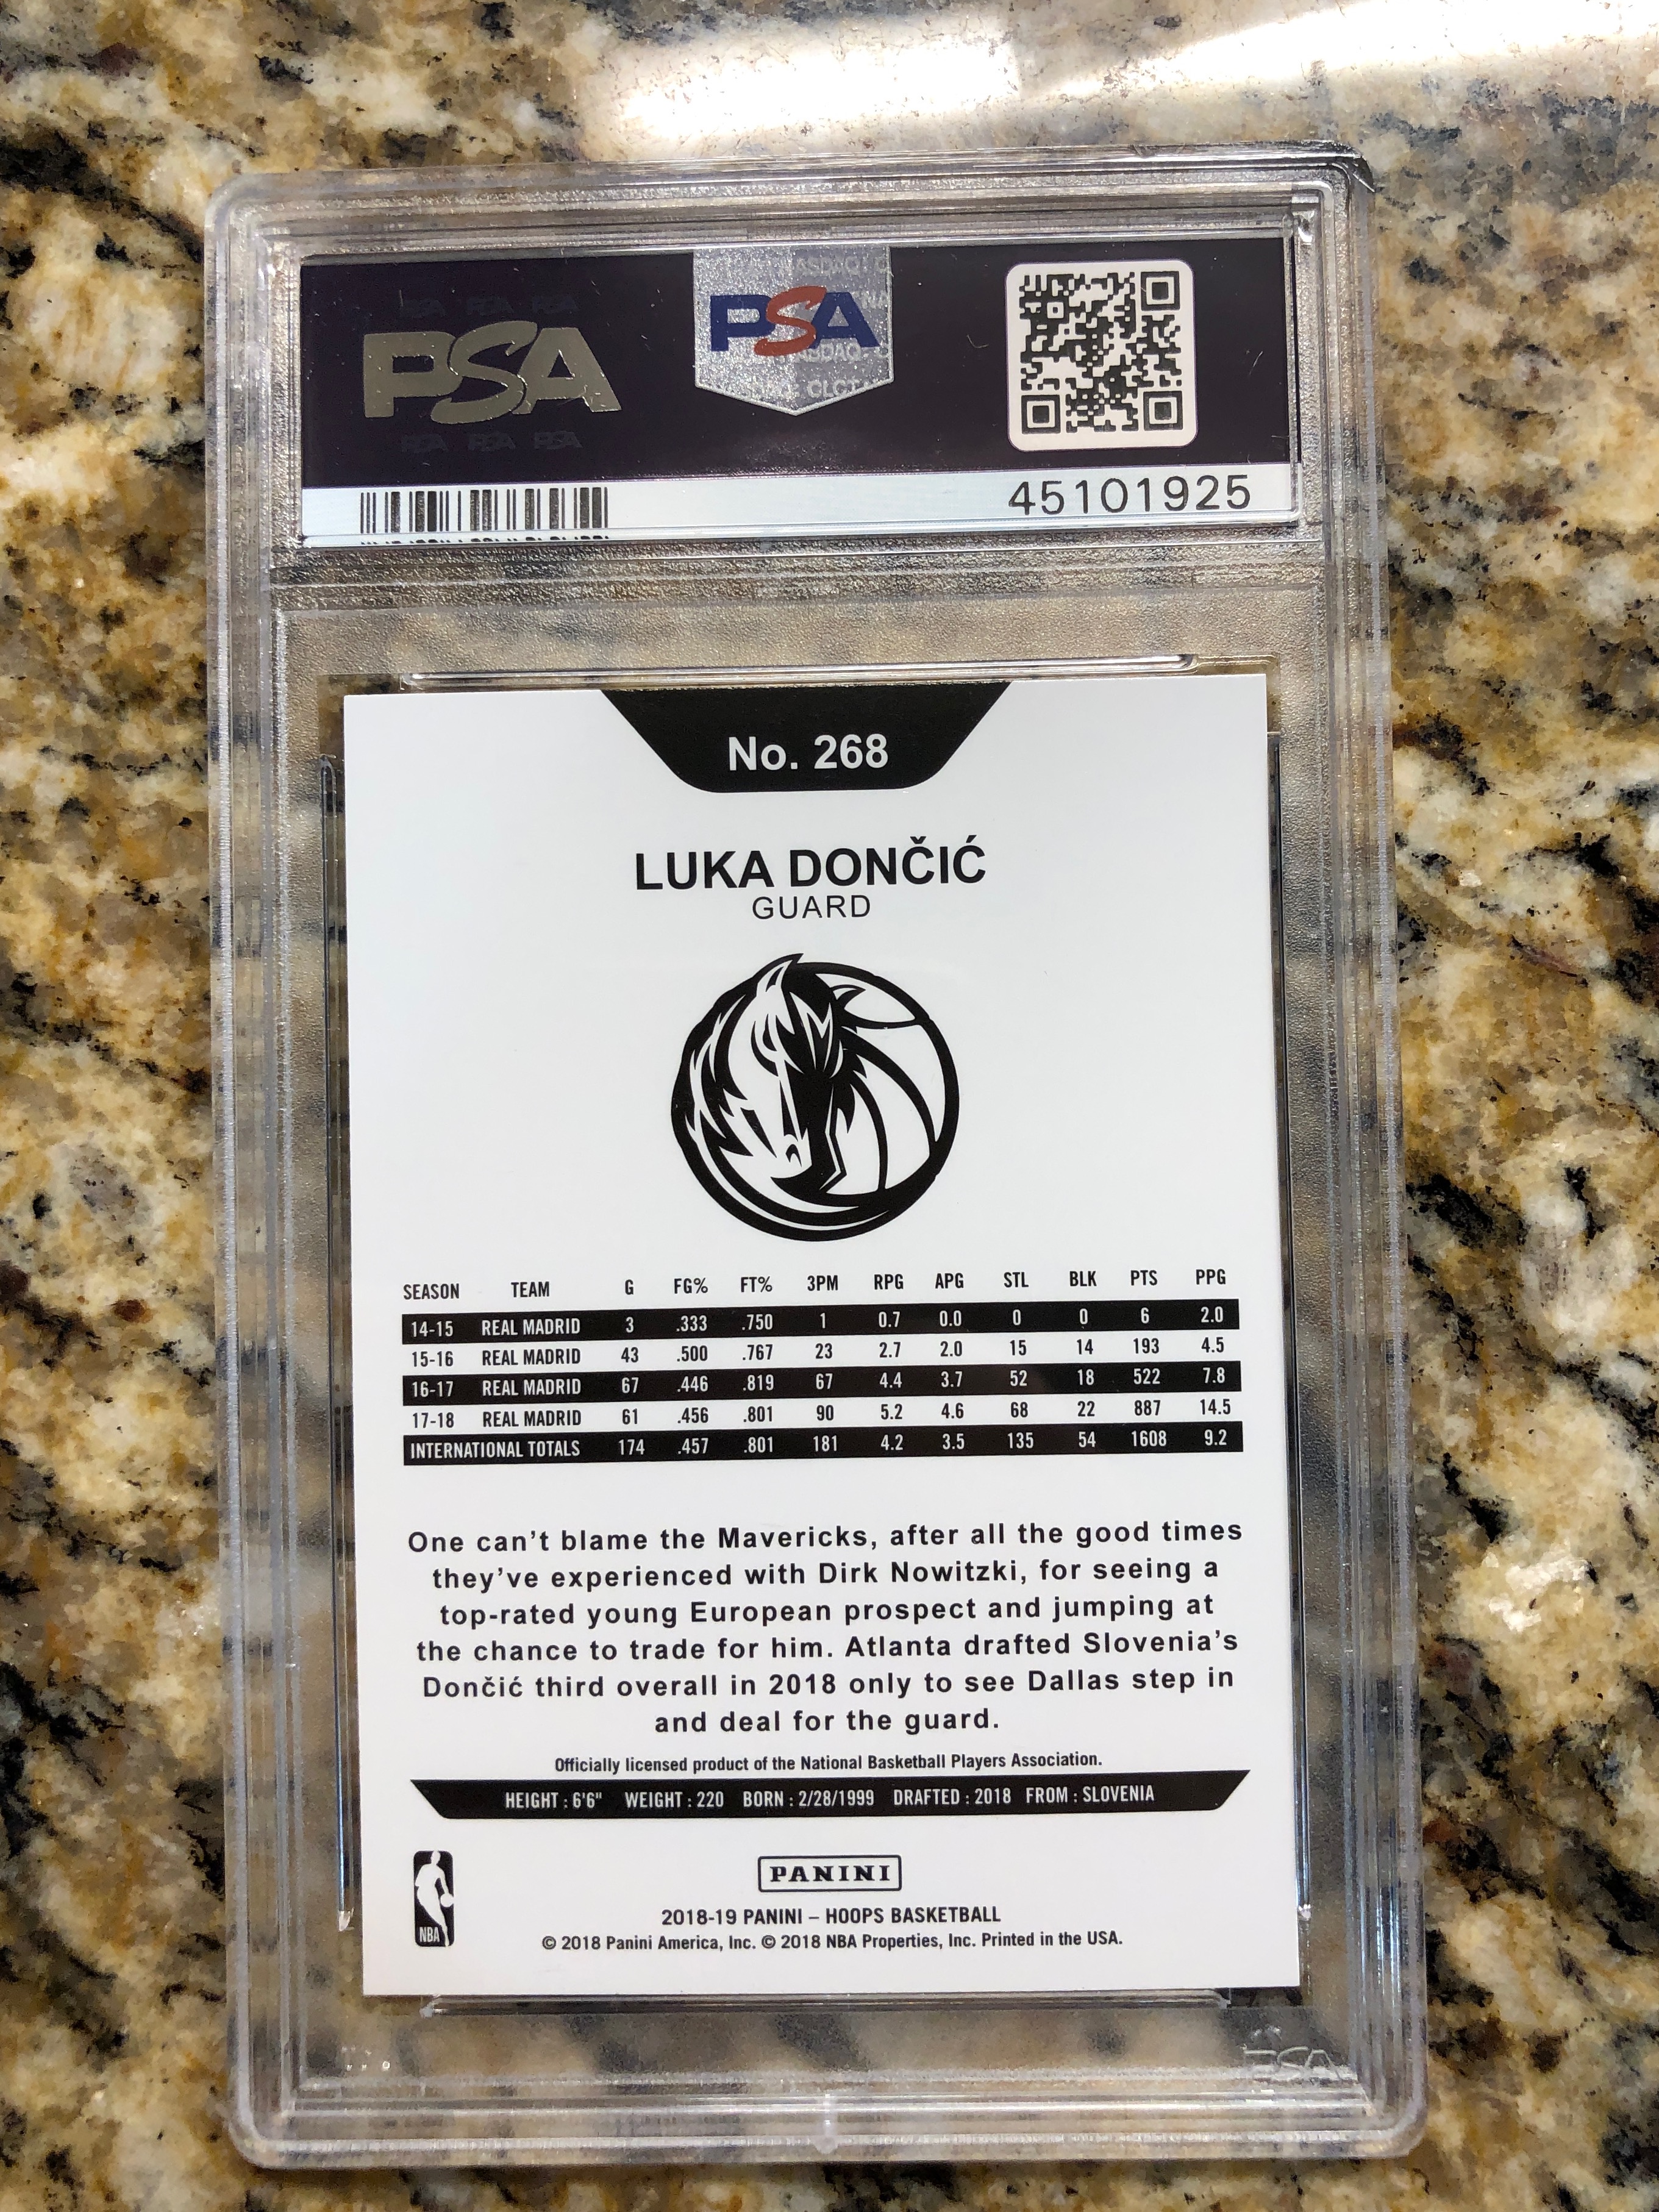 PSA PSA PSA
PSA
PSA PSA PSA
PSA
45101925
No. 268
LUKA DONČIĆ
GUARD
SEASON TEAM G FG% FT% 3PM RPG APG STL BLK PTS PPG
14-15 REAL MADRID 3 .333 .750 1 0.7 0.0 0 0 6 2.0
15-16 REAL MADRID 43 .500 .767 23 2.7 2.0 15 14 193 4.5
16-17 REAL MADRID 67 .446 .819 67 4.4 3.7 52 18 522 7.8
17-18 REAL MADRID 61 .456 .801 90 5.2 4.6 68 22 887 14.5
INTERNATIONAL TOTALS 174 .457 .801 181 4.2 3.5 135 54 1608 9.2
One can't blame the Mavericks, after all the good times
they've experienced with Dirk Nowitzki, for seeing a
top-rated young European prospect and jumping at
the chance to trade for him. Atlanta drafted Slovenia's
Dončić third overall in 2018 only to see Dallas step in
and deal for the guard.
Officially licensed product of the National Basketball Players Association.
HEIGHT : 6'6" WEIGHT : 220 BORN : 2/28/1999 DRAFTED : 2018 FROM : SLOVENIA
NBA
PANINI
2018-19 PANINI – HOOPS BASKETBALL
© 2018 Panini America, Inc. © 2018 NBA Properties, Inc. Printed in the USA.
PSA